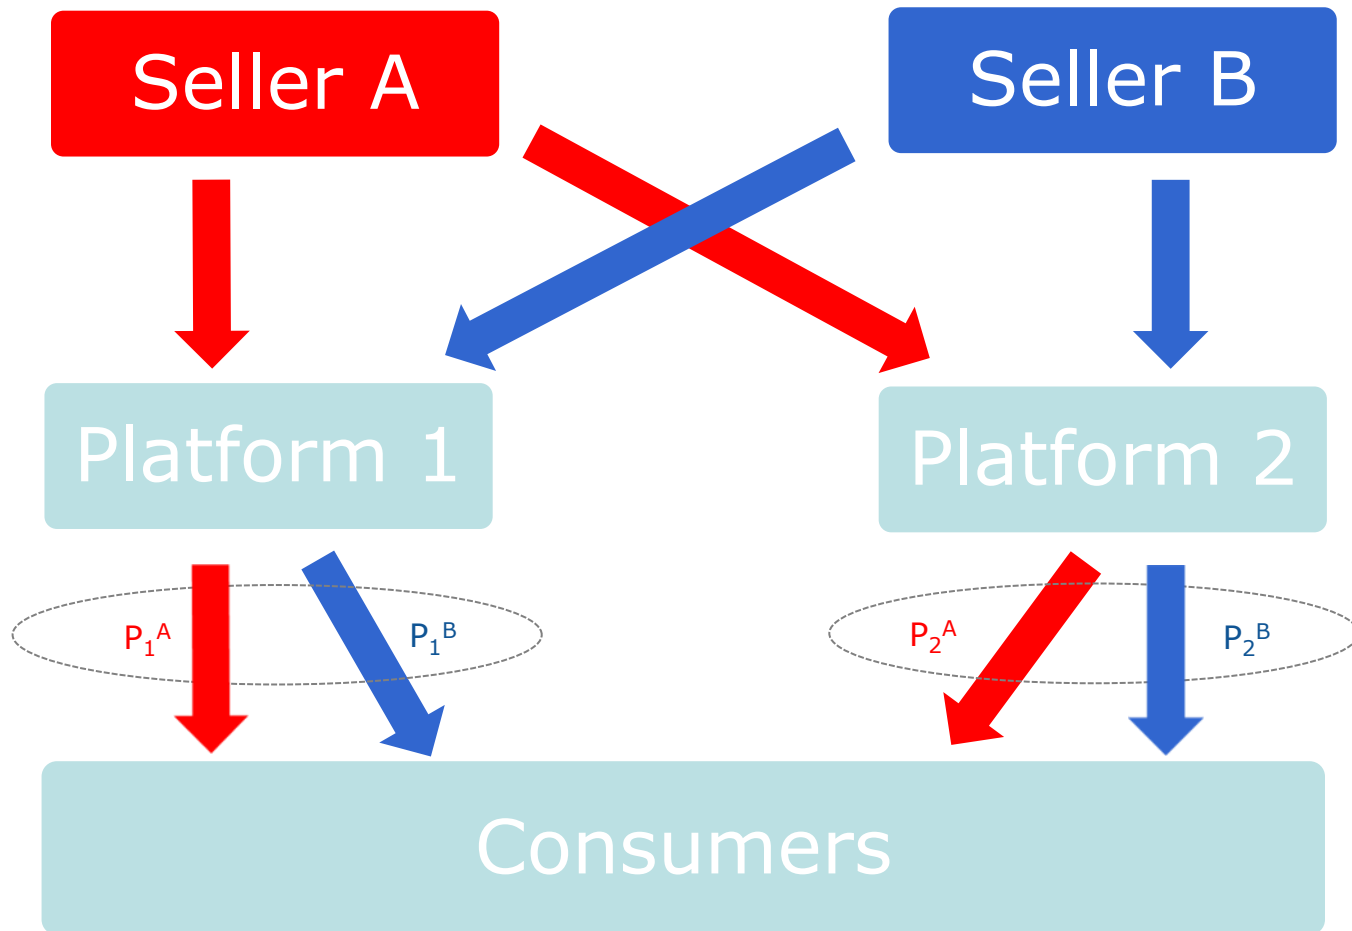 Seller A
Seller B
Platform 1
Platform 2
P₁ᴬ
P₁ᴮ
P₂ᴬ
P₂ᴮ
Consumers